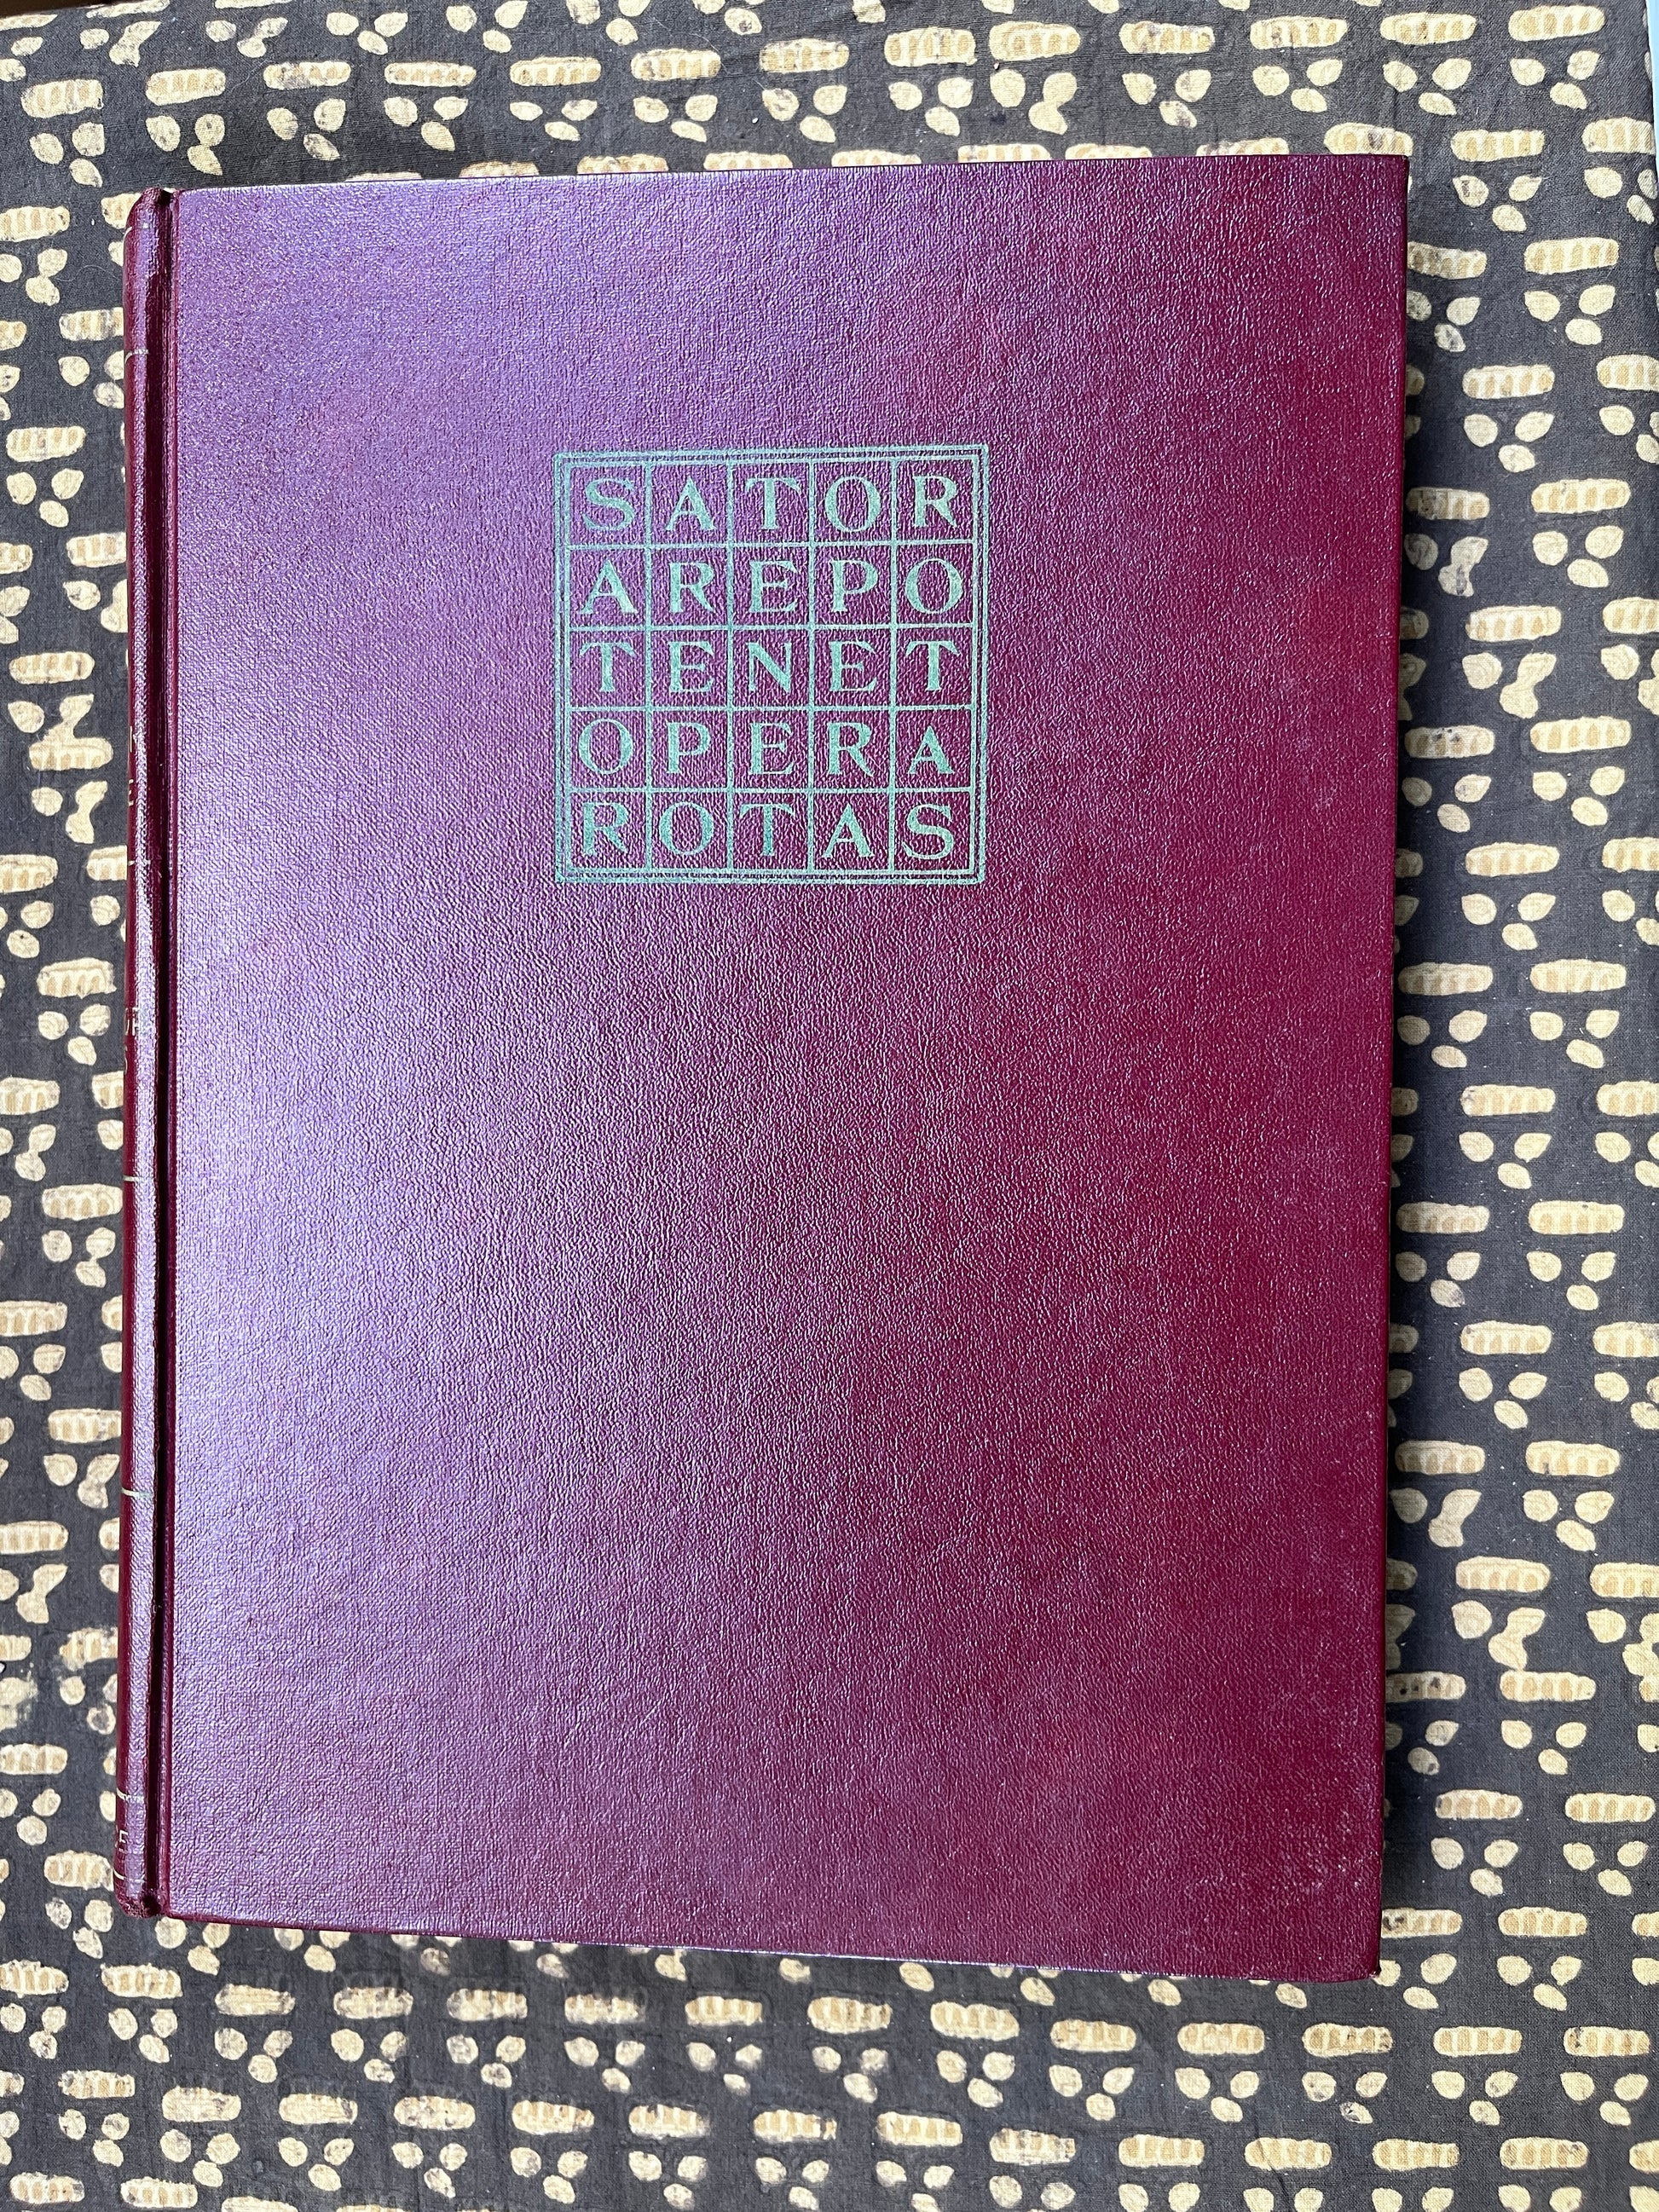 SATOR
AREPO
TENET
OPERA
ROTAS